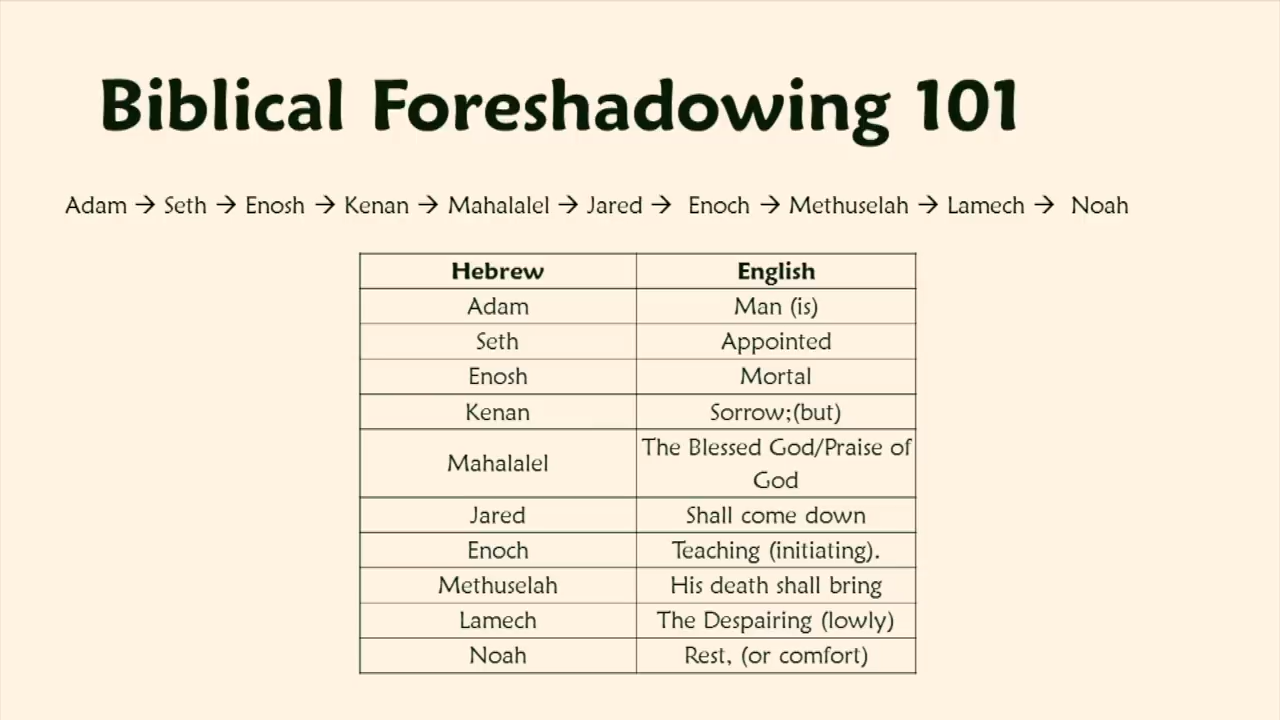 Biblical Foreshadowing 101
Adam → Seth → Enosh → Kenan → Mahalalel → Jared → Enoch → Methuselah → Lamech → Noah
Hebrew English
Adam Man (is)
Seth Appointed
Enosh Mortal
Kenan Sorrow;(but)
Mahalalel The Blessed God/Praise of
God
Jared Shall come down
Enoch Teaching (initiating).
Methuselah His death shall bring
Lamech The Despairing (lowly)
Noah Rest, (or comfort)